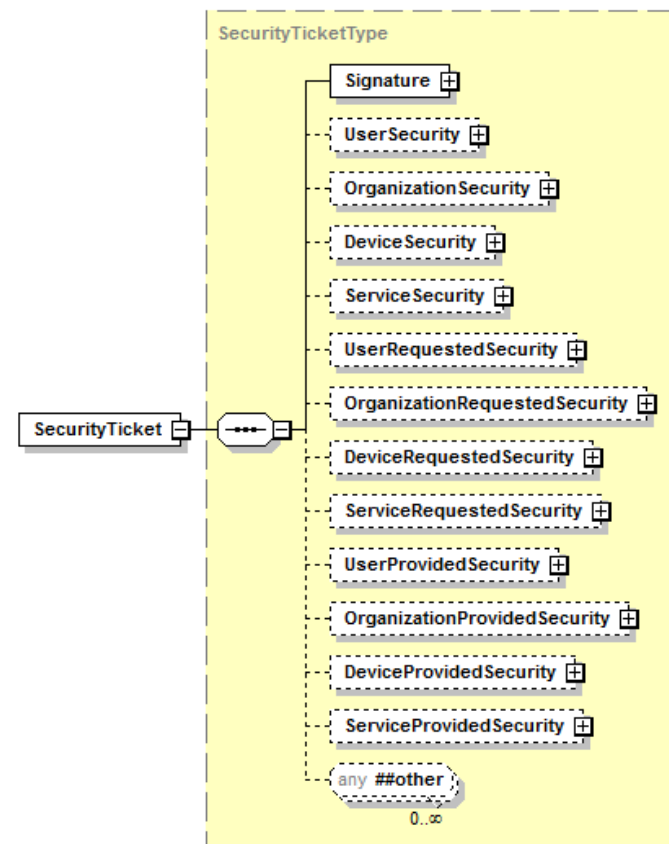 SecurityTicketType
Signature
UserSecurity
OrganizationSecurity
DeviceSecurity
ServiceSecurity
UserRequestedSecurity
OrganizationRequestedSecurity
SecurityTicket
DeviceRequestedSecurity
ServiceRequestedSecurity
UserProvidedSecurity
OrganizationProvidedSecurity
DeviceProvidedSecurity
ServiceProvidedSecurity
any ##other
0..∞